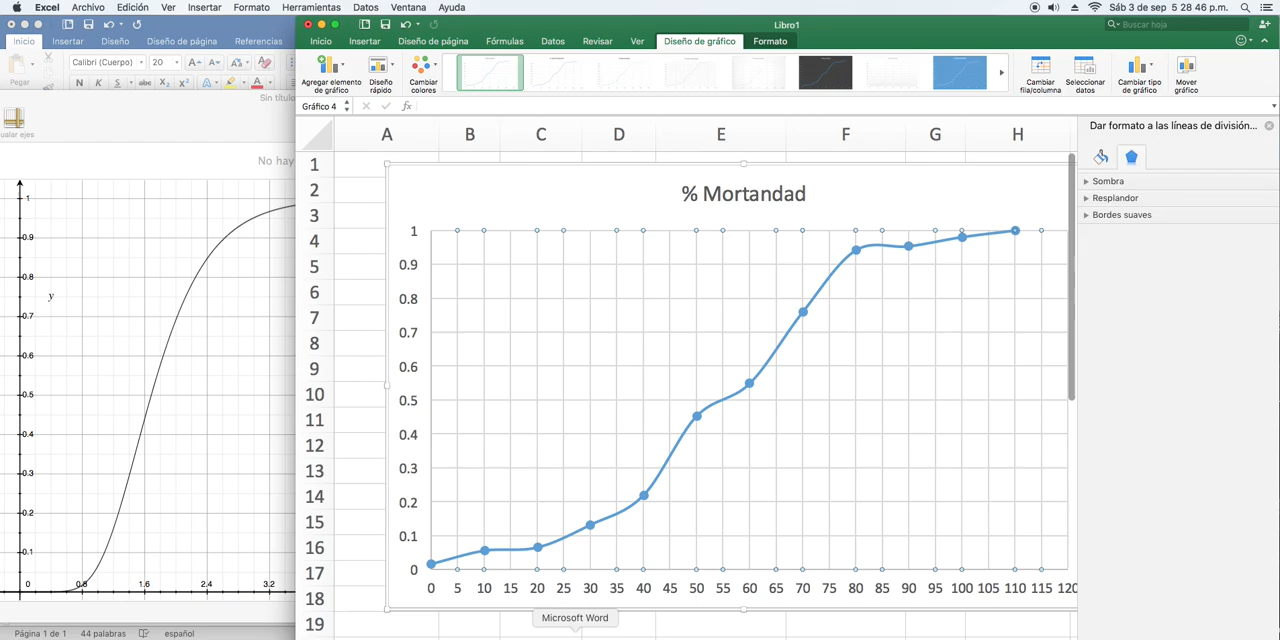 Excel Archivo Edición Ver Insertar Formato Herramientas Datos Ventana Ayuda Sáb 3 de sep 5 28 46 p.m.
Libro1
Buscar hoja
Inicio Insertar Diseño Diseño de página Referencias
Inicio Insertar Diseño de página Fórmulas Datos Revisar Ver Diseño de gráfico Formato
Calibri (Cuerpo) 20
Pegar
N K S abc X₂ X² A A
Agregar elemento de gráfico
Diseño rápido
Cambiar colores
Cambiar fila/columna
Seleccionar datos
Cambiar tipo de gráfico
Mover gráfico
Sin título
Gráfico 4 fx
ualar ejes
No hay
A B C D E F G H
1
2
3
4
5
6
7
8
9
10
11
12
13
14
15
16
17
18
19
% Mortandad
1
0.9
0.8
0.7
0.6
0.5
0.4
0.3
0.2
0.1
0
0 5 10 15 20 25 30 35 40 45 50 55 60 65 70 75 80 85 90 95 100 105 110 115 120
y
1
0.9
0.8
0.7
0.6
0.5
0.4
0.3
0.2
0.1
0 0.8 1.6 2.4 3.2
Dar formato a las líneas de división...
Sombra
Resplandor
Bordes suaves
Microsoft Word
Página 1 de 1 44 palabras español